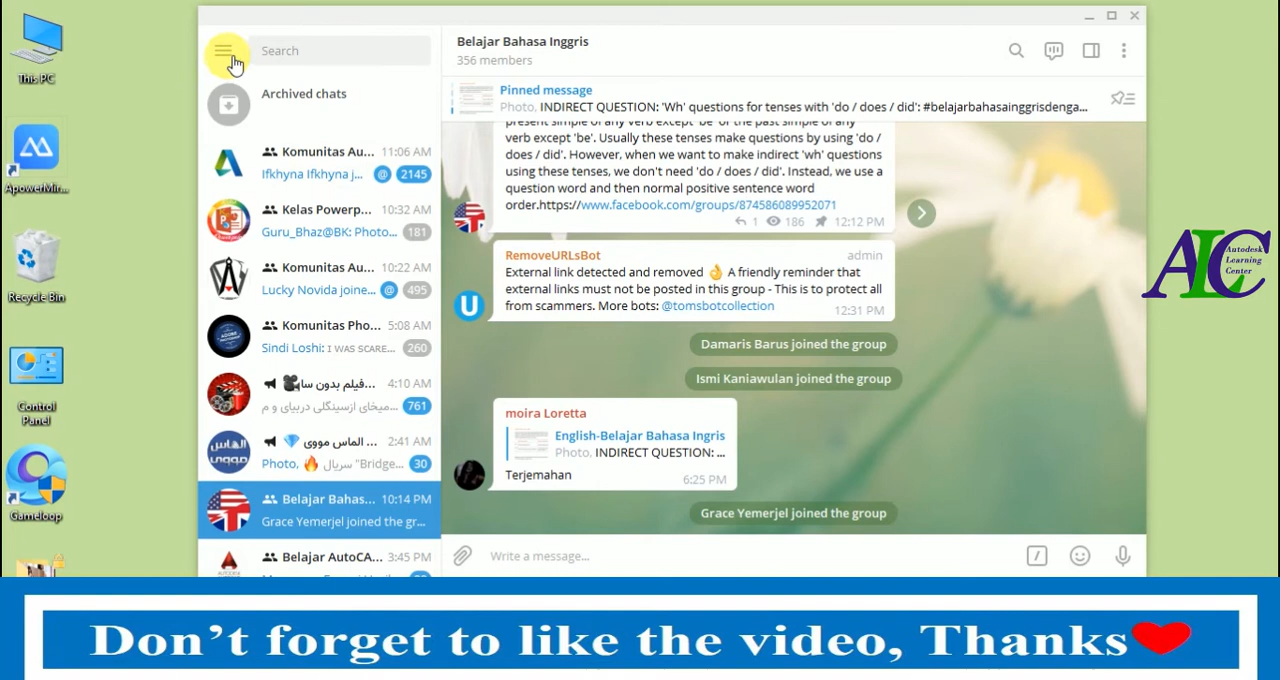 This PC
ApowerMir...
Recycle Bin
Control
Panel
Gameloop
Search
Archived chats
Komunitas Au... 11:06 AM
Ifkhyna Ifkhyna j... @ 2145
Kelas Powerp... 10:32 AM
Guru_Bhaz@BK: Photo... 181
Komunitas Au... 10:22 AM
Lucky Novida joine... @ 495
Komunitas Pho... 5:08 AM
Sindi Loshi: I WAS SCARE... 260
فیلم بدون سا... 4:10 AM
میخای ازسینگلی دربیای و م... 761
الماس مووی ... 2:41 AM
Photo, 🔥 سریال "Bridge... 30
Belajar Bahas... 10:14 PM
Grace Yemerjel joined the gr...
Belajar AutoCA... 3:45 PM
Belajar Bahasa Inggris
356 members
Pinned message
Photo, INDIRECT QUESTION: 'Wh' questions for tenses with 'do / does / did': #belajarbahasainggrisdenga...
present simple of any verb except 'be' or the past simple of any
verb except 'be'. Usually these tenses make questions by using 'do /
does / did'. However, when we want to make indirect 'wh' questions
using these tenses, we don't need 'do / does / did'. Instead, we use a
question word and then normal positive sentence word
order.https://www.facebook.com/groups/874586089952071
1 186 12:12 PM
RemoveURLsBot admin
External link detected and removed 👌 A friendly reminder that
external links must not be posted in this group - This is to protect all
from scammers. More bots: @tomsbotcollection
12:31 PM
U
Damaris Barus joined the group
Ismi Kaniawulan joined the group
moira Loretta
English-Belajar Bahasa Ingris
Photo, INDIRECT QUESTION: ...
Terjemahan
6:25 PM
Grace Yemerjel joined the group
Write a message...
ALC
Autodesk
Learning
Center
Don't forget to like the video, Thanks❤